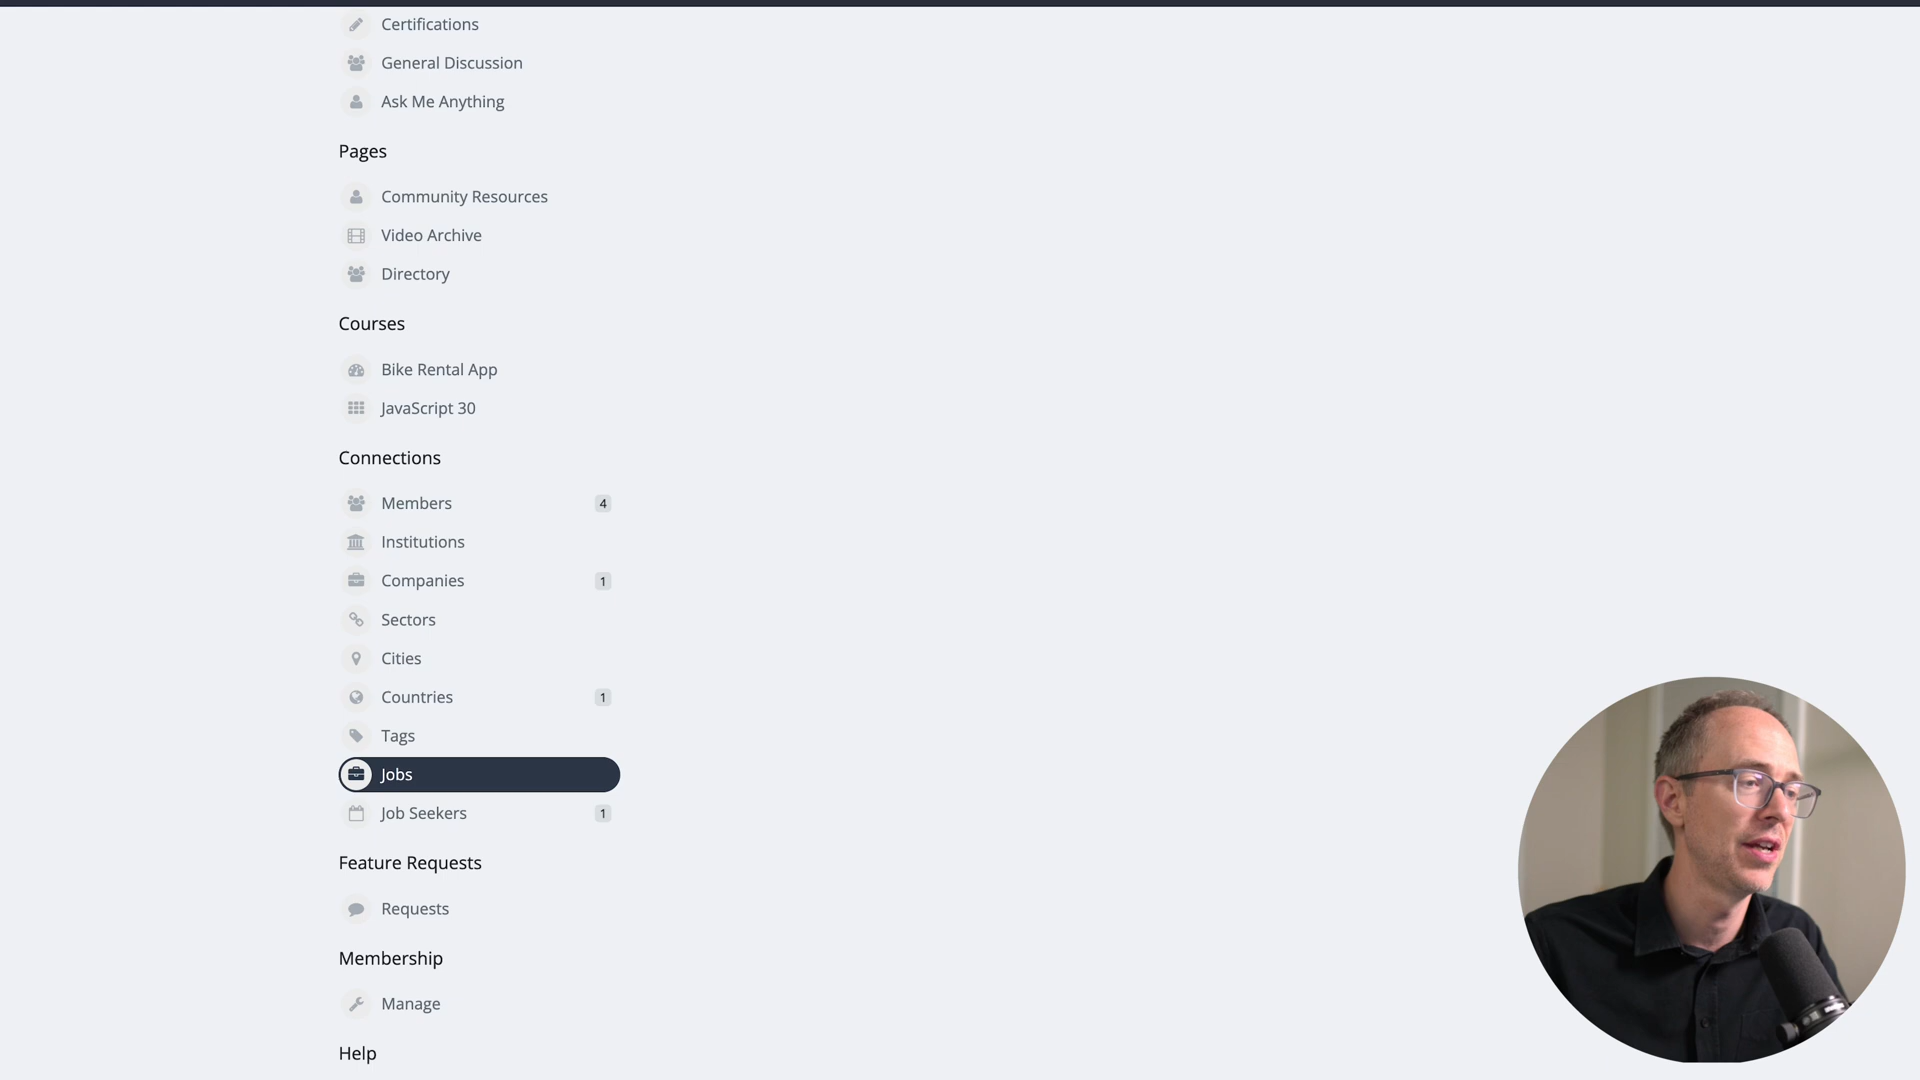 Certifications
General Discussion
Ask Me Anything
Pages
Community Resources
Video Archive
Directory
Courses
Bike Rental App
JavaScript 30
Connections
Members 4
Institutions
Companies 1
Sectors
Cities
Countries 1
Tags
Jobs
Job Seekers 1
Feature Requests
Requests
Membership
Manage
Help